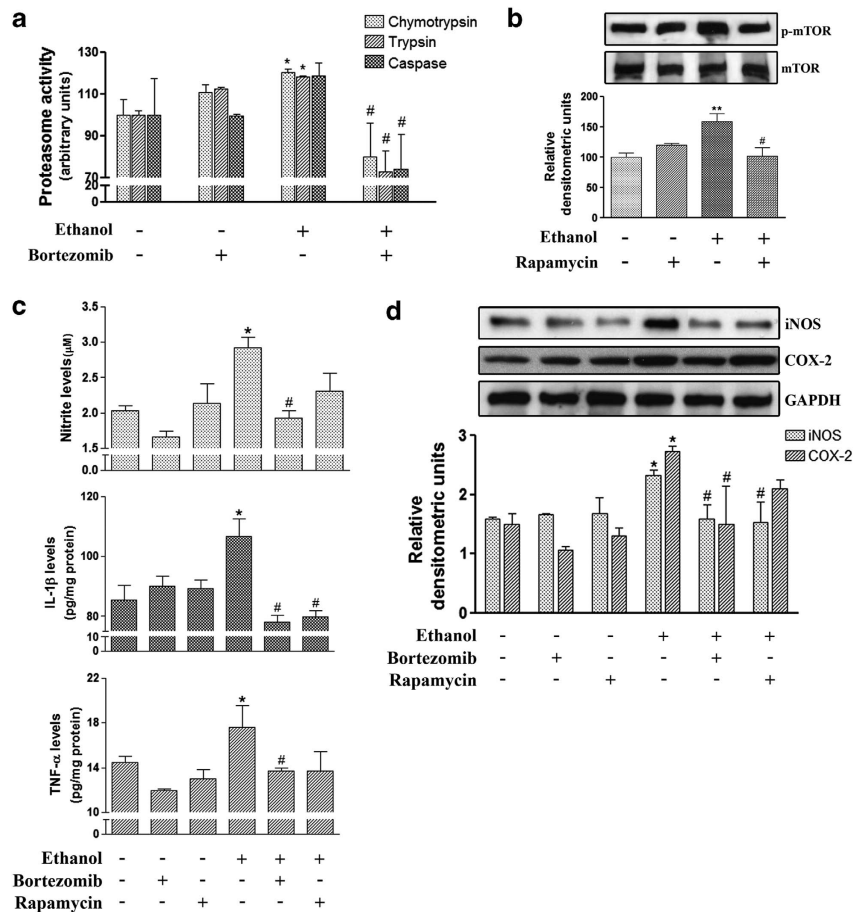 a
Chymotrypsin
Trypsin
Caspase
Proteasome activity
(arbitrary units)
130
110
90
70
20
0
* *
# # #
Ethanol - - + +
Bortezomib - + - +
b
p-mTOR
mTOR
Relative
densitometric units
200
150
100
50
0
**
#
Ethanol - - + +
Rapamycin - + - +
c
Nitrite levels (µM)
3.5
3.0
2.5
2.0
1.5
0.0
*
#
IL-1β levels
(pg/mg protein)
120
100
80
10
0
*
# #
TNF-α levels
(pg/mg protein)
22
18
14
10
0
*
#
Ethanol - - - + + +
Bortezomib - + - - + -
Rapamycin - - + - - +
d
iNOS
COX-2
GAPDH
iNOS
COX-2
Relative
densitometric units
3
2
1
0
* *
# # #
Ethanol - - - + + +
Bortezomib - + - - + -
Rapamycin - - + - - +